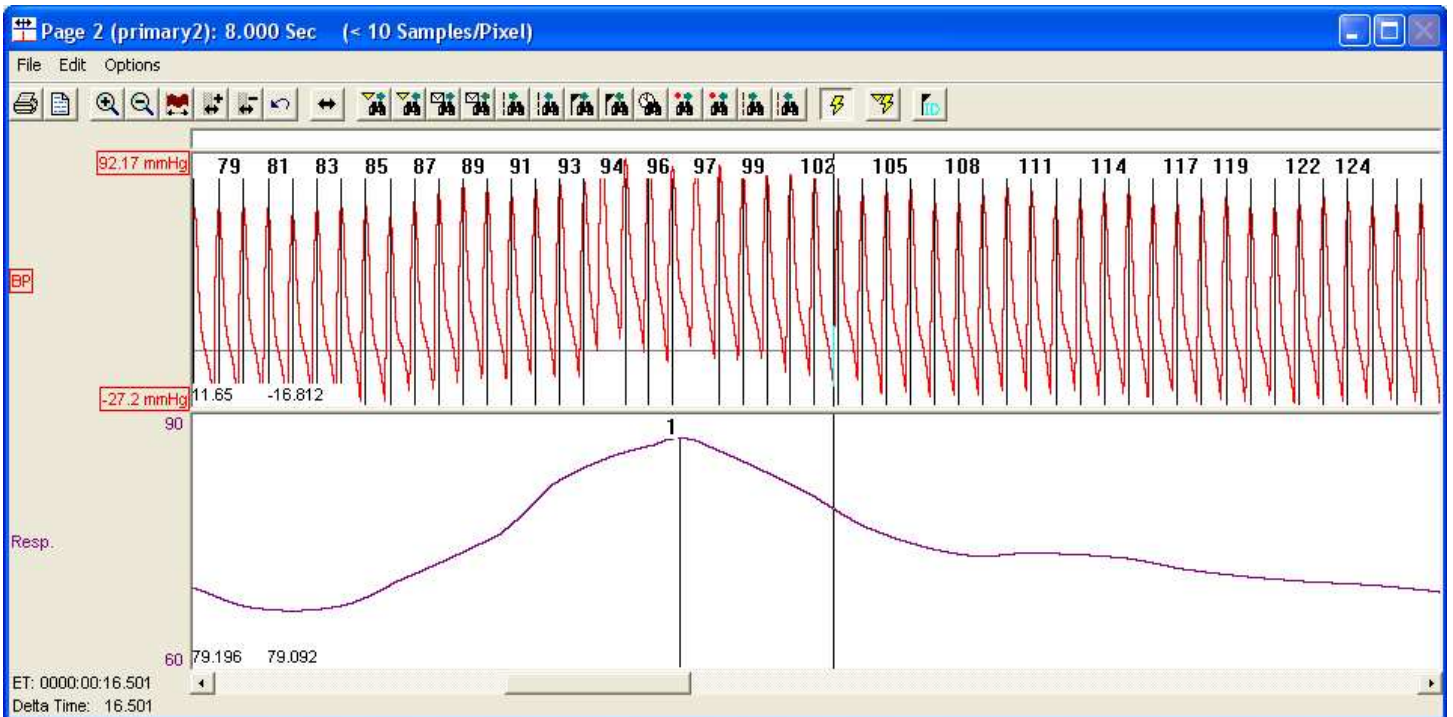 Page 2 (primary2): 8.000 Sec (< 10 Samples/Pixel)
File Edit Options
ID
92.17 mmHg
79 81 83 85 87 89 91 93 94 96 97 99 102 105 108 111 114 117 119 122 124
BP
-27.2 mmHg
11.65 -16.812
90
1
Resp.
60
79.196 79.092
ET: 0000:00:16.501
Delta Time: 16.501